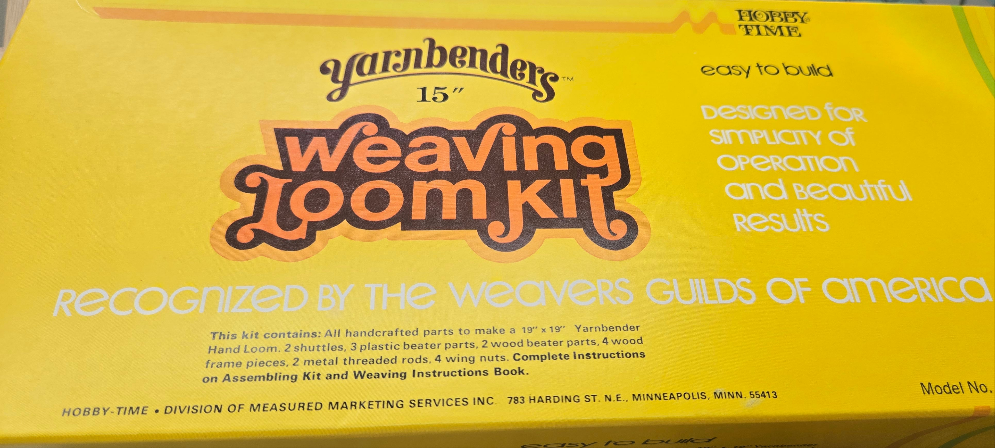 HOBBY
TIME
yarnbenders™
15"
weaving
Loom kit
easy to build
DESIGNED for
SIMPLICITY of
OPERATION
and Beautiful
Results
RECOGNIZED BY THE WEAVERS GUILDS OF AMERICA
This kit contains: All handcrafted parts to make a 19" x 19" Yarnbender
Hand Loom. 2 shuttles, 3 plastic beater parts, 2 wood beater parts, 4 wood
frame pieces, 2 metal threaded rods, 4 wing nuts. Complete instructions
on Assembling Kit and Weaving Instructions Book.
HOBBY-TIME • DIVISION OF MEASURED MARKETING SERVICES INC 783 HARDING ST. N.E., MINNEAPOLIS, MINN. 55413
Model No.
easy to build